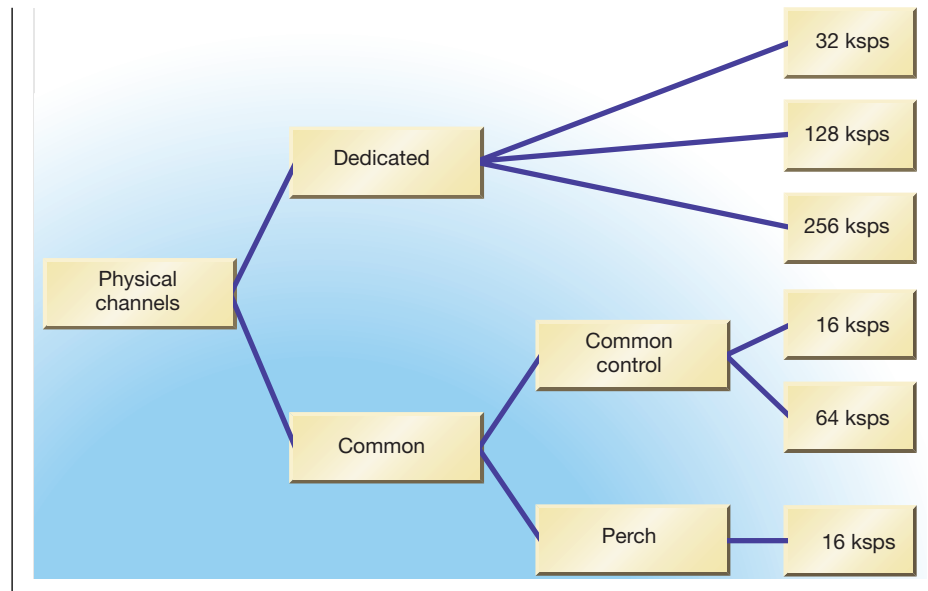 32 ksps
128 ksps
Dedicated
256 ksps
Physical
channels
16 ksps
Common
control
64 ksps
Common
Perch
16 ksps